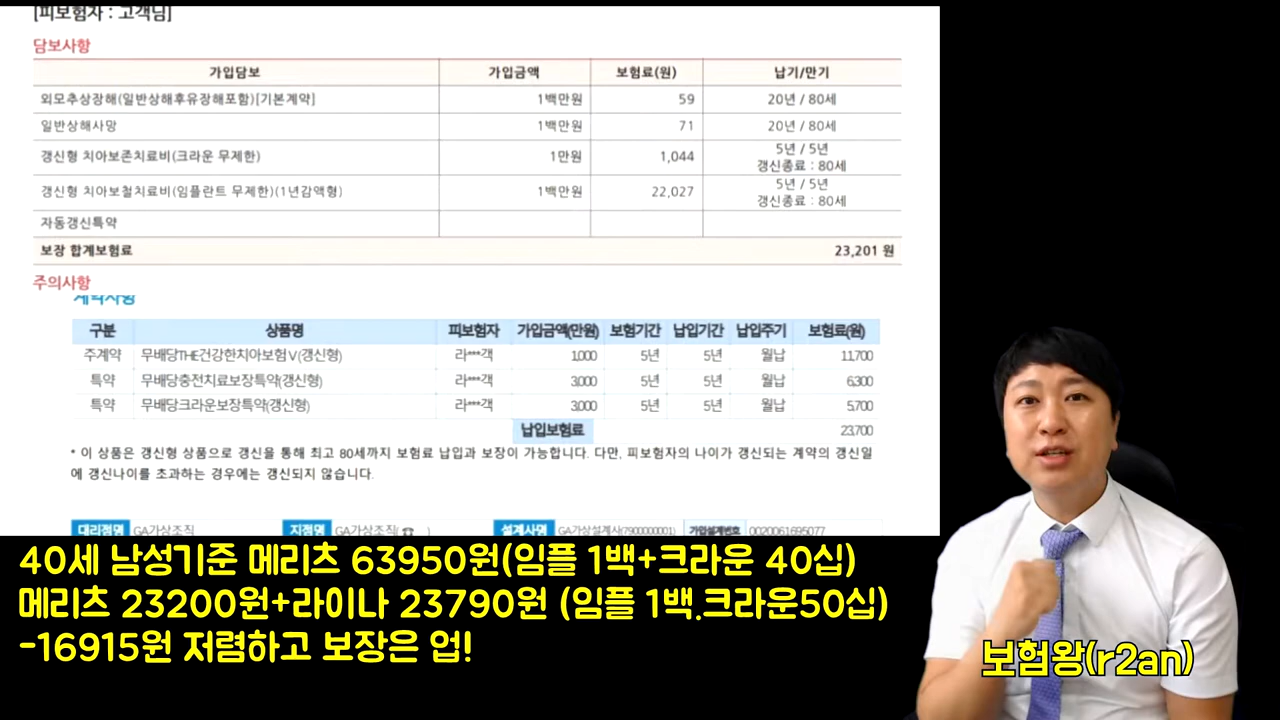 [피보험자 : 고객님]
담보사항
가입담보 가입금액 보험료(원) 납기/만기
외모추상장해(일반상해후유장해포함)[기본계약] 1백만원 59 20년 / 80세
일반상해사망 1백만원 71 20년 / 80세
갱신형 치아보존치료비(크라운 무제한) 1만원 1,044 5년 / 5년
갱신종료 : 80세
갱신형 치아보철치료비(임플란트 무제한)(1년감액형) 1백만원 22,027 5년 / 5년
갱신종료 : 80세
자동갱신특약
보장 합계보험료 23,201 원
주의사항
계약사항
구분 상품명 피보험자 가입금액(만원) 보험기간 납입기간 납입주기 보험료(원)
주계약 무배당THE건강한치아보험V(갱신형) 라***객 1,000 5년 5년 월납 11,700
특약 무배당충전치료보장특약(갱신형) 라***객 3,000 5년 5년 월납 6,300
특약 무배당크라운보장특약(갱신형) 라***객 3,000 5년 5년 월납 5,700
납입보험료 23,700
* 이 상품은 갱신형 상품으로 갱신을 통해 최고 80세까지 보험료 납입과 보장이 가능합니다. 다만, 피보험자의 나이가 갱신되는 계약의 갱신일
에 갱신나이를 초과하는 경우에는 갱신되지 않습니다.
대리점명 GA가상조직 지점명 GA가상조직(☎ ) 설계사명 GA가상설계사(7900000001) 가입설계번호 0020061695077
40세 남성기준 메리츠 63950원(임플 1백+크라운 40십)
메리츠 23200원+라이나 23790원 (임플 1백.크라운50십)
-16915원 저렴하고 보장은 업!
보험왕(r2an)